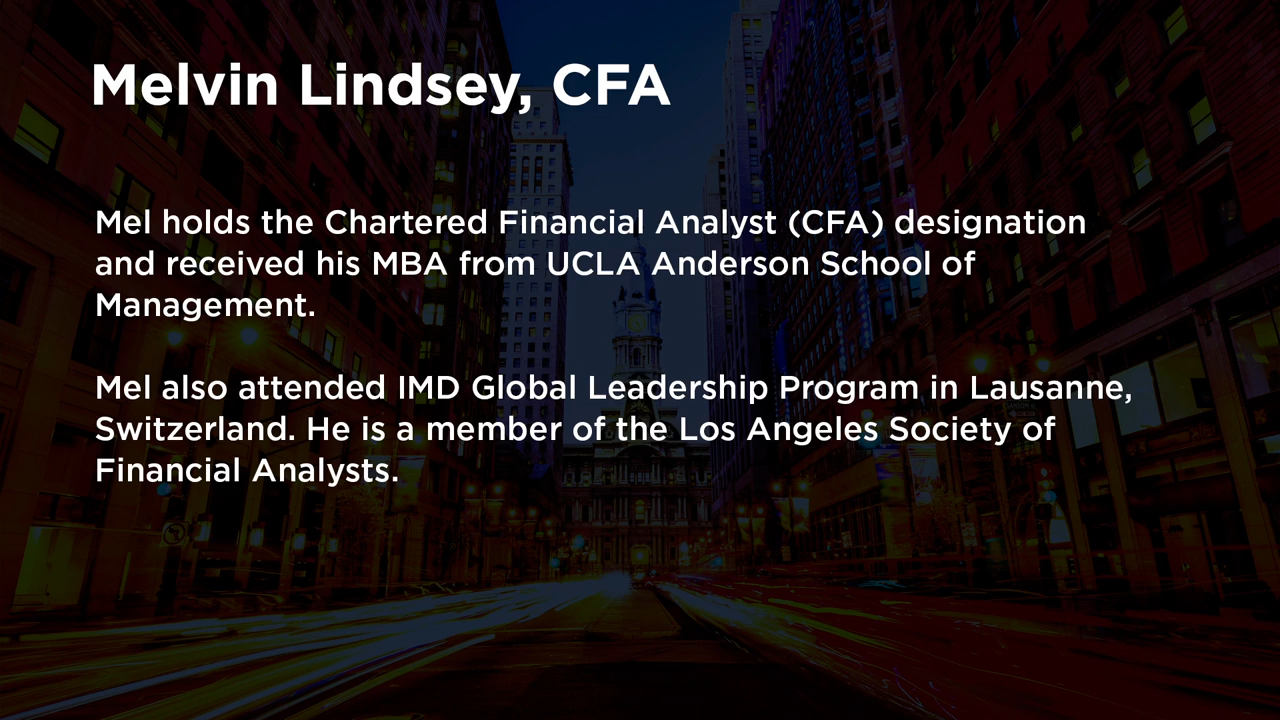 Melvin Lindsey, CFA
Mel holds the Chartered Financial Analyst (CFA) designation
and received his MBA from UCLA Anderson School of
Management.
Mel also attended IMD Global Leadership Program in Lausanne,
Switzerland. He is a member of the Los Angeles Society of
Financial Analysts.